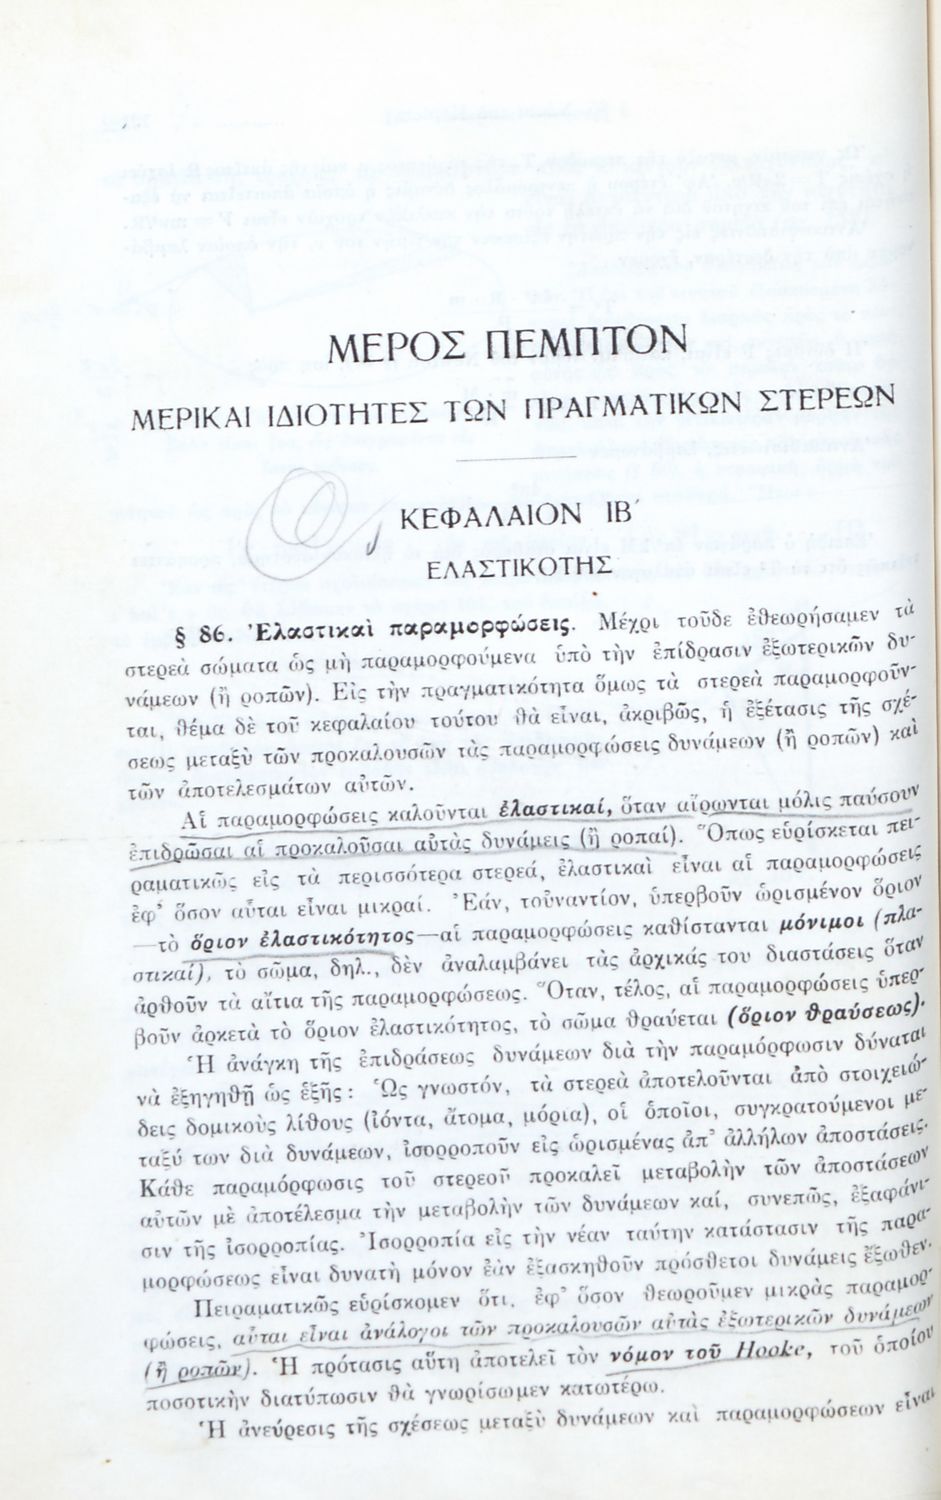 ΜΕΡΟΣ ΠΕΜΠΤΟΝ
ΜΕΡΙΚΑΙ ΙΔΙΟΤΗΤΕΣ ΤΩΝ ΠΡΑΓΜΑΤΙΚΩΝ ΣΤΕΡΕΩΝ
ΚΕΦΑΛΑΙΟΝ ΙΒ΄
ΕΛΑΣΤΙΚΟΤΗΣ
§ 86. Ἐλαστικαὶ παραμορφώσεις. Μέχρι τοῦδε ἐθεωρήσαμεν τὰ
στερεὰ σώματα ὡς μὴ παραμορφούμενα ὑπὸ τὴν ἐπίδρασιν ἐξωτερικῶν δυ-
νάμεων (ἢ ροπῶν). Εἰς τὴν πραγματικότητα ὅμως τὰ στερεὰ παραμορφοῦν-
ται, θέμα δὲ τοῦ κεφαλαίου τούτου θὰ εἶναι, ἀκριβῶς, ἡ ἐξέτασις τῆς σχέ-
σεως μεταξὺ τῶν προκαλουσῶν τὰς παραμορφώσεις δυνάμεων (ἢ ροπῶν) καὶ
τῶν ἀποτελεσμάτων αὐτῶν.
Αἱ παραμορφώσεις καλοῦνται ἐλαστικαί, ὅταν αἴρωνται μόλις παύσουν
ἐπιδρῶσαι αἱ προκαλοῦσαι αὐτὰς δυνάμεις (ἢ ροπαί). Ὅπως εὑρίσκεται πει-
ραματικῶς εἰς τὰ περισσότερα στερεά, ἐλαστικαὶ εἶναι αἱ παραμορφώσεις
ἐφ' ὅσον αὗται εἶναι μικραί. Ἐάν, τοὐναντίον, ὑπερβοῦν ὡρισμένον ὅριον
—τὸ ὅριον ἐλαστικότητος—αἱ παραμορφώσεις καθίστανται μόνιμοι (πλα-
στικαί), τὸ σῶμα, δηλ., δὲν ἀναλαμβάνει τὰς ἀρχικάς του διαστάσεις ὅταν
ἀρθοῦν τὰ αἴτια τῆς παραμορφώσεως. Ὅταν, τέλος, αἱ παραμορφώσεις ὑπερ-
βοῦν ἀρκετὰ τὸ ὅριον ἐλαστικότητος, τὸ σῶμα θραύεται (ὅριον θραύσεως).
Ἡ ἀνάγκη τῆς ἐπιδράσεως δυνάμεων διὰ τὴν παραμόρφωσιν δύναται
νὰ ἐξηγηθῇ ὡς ἑξῆς: Ὡς γνωστόν, τὰ στερεὰ ἀποτελοῦνται ἀπὸ στοιχειώ-
δεις δομικοὺς λίθους (ἰόντα, ἄτομα, μόρια), οἱ ὁποῖοι, συγκρατούμενοι με-
ταξύ των διὰ δυνάμεων, ἰσορροποῦν εἰς ὡρισμένας ἀπ' ἀλλήλων ἀποστάσεις.
Κάθε παραμόρφωσις τοῦ στερεοῦ προκαλεῖ μεταβολὴν τῶν ἀποστάσεων
αὐτῶν μὲ ἀποτέλεσμα τὴν μεταβολὴν τῶν δυνάμεων καί, συνεπῶς, ἐξαφάνι-
σιν τῆς ἰσορροπίας. Ἰσορροπία εἰς τὴν νέαν ταύτην κατάστασιν τῆς παρα-
μορφώσεως εἶναι δυνατὴ μόνον ἐὰν ἐξασκηθοῦν πρόσθετοι δυνάμεις ἔξωθεν.
Πειραματικῶς εὑρίσκομεν ὅτι, ἐφ' ὅσον θεωροῦμεν μικρὰς παραμορ-
φώσεις, αὗται εἶναι ἀνάλογοι τῶν προκαλουσῶν αὐτὰς ἐξωτερικῶν δυνάμεων
(ἢ ροπῶν). Ἡ πρότασις αὕτη ἀποτελεῖ τὸν νόμον τοῦ Hooke, τοῦ ὁποίου
ποσοτικὴν διατύπωσιν θὰ γνωρίσωμεν κατωτέρω.
Ἡ ἀνεύρεσις τῆς σχέσεως μεταξὺ δυνάμεων καὶ παραμορφώσεων εἶναι